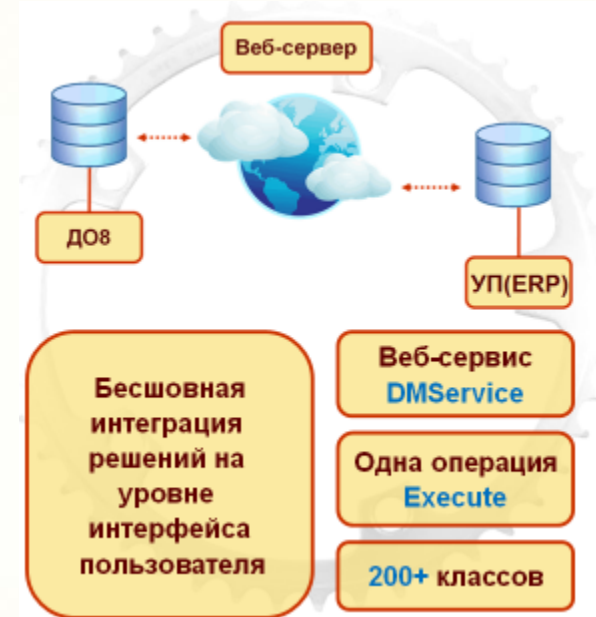 Веб-сервер
ДО8
УП(ERP)
Бесшовная
интеграция
решений на
уровне
интерфейса
пользователя
Веб-сервис
DMService
Одна операция
Execute
200+ классов